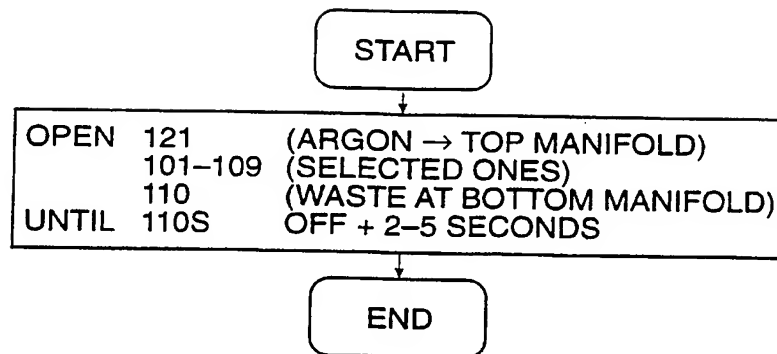 START
OPEN 121 (ARGON → TOP MANIFOLD)
101–109 (SELECTED ONES)
110 (WASTE AT BOTTOM MANIFOLD)
UNTIL 110S OFF + 2–5 SECONDS
END